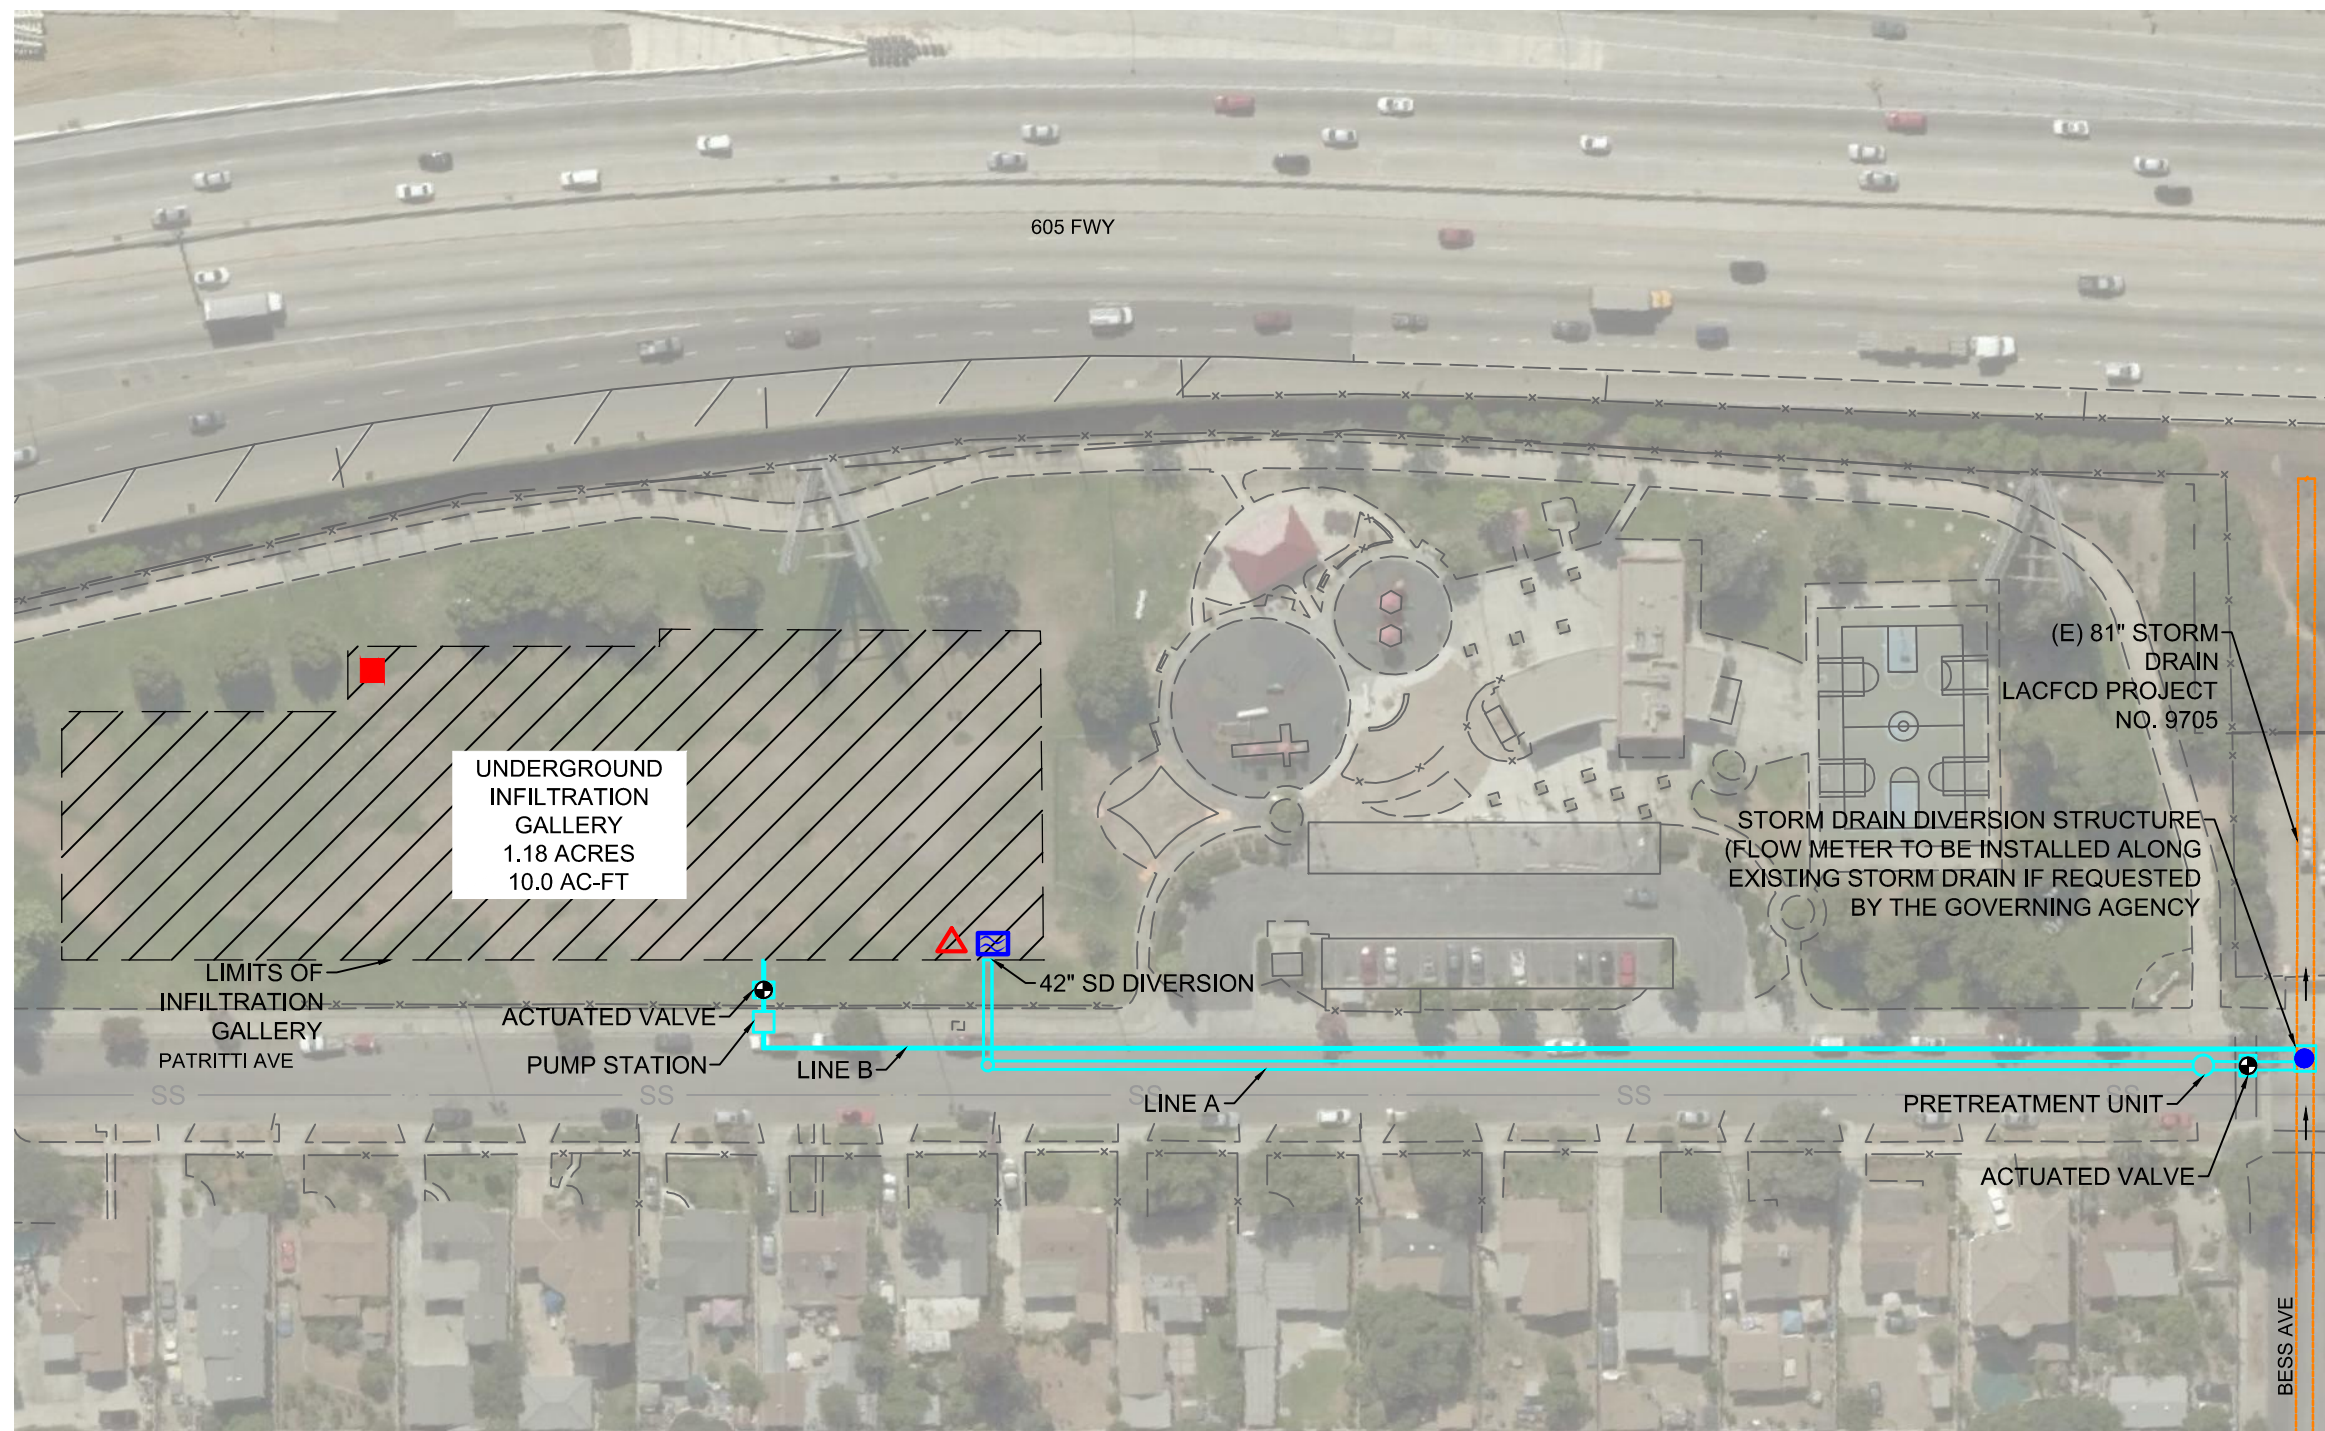 605 FWY
(E) 81" STORM
DRAIN
LACFCD PROJECT
NO. 9705
UNDERGROUND
INFILTRATION
GALLERY
1.18 ACRES
10.0 AC-FT
STORM DRAIN DIVERSION STRUCTURE
(FLOW METER TO BE INSTALLED ALONG
EXISTING STORM DRAIN IF REQUESTED
BY THE GOVERNING AGENCY
LIMITS OF
INFILTRATION
GALLERY
42" SD DIVERSION
ACTUATED VALVE
PATRITTI AVE
PUMP STATION
LINE B
SS
SS
SS
SS
SS
LINE A
PRETREATMENT UNIT
ACTUATED VALVE
BESS AVE